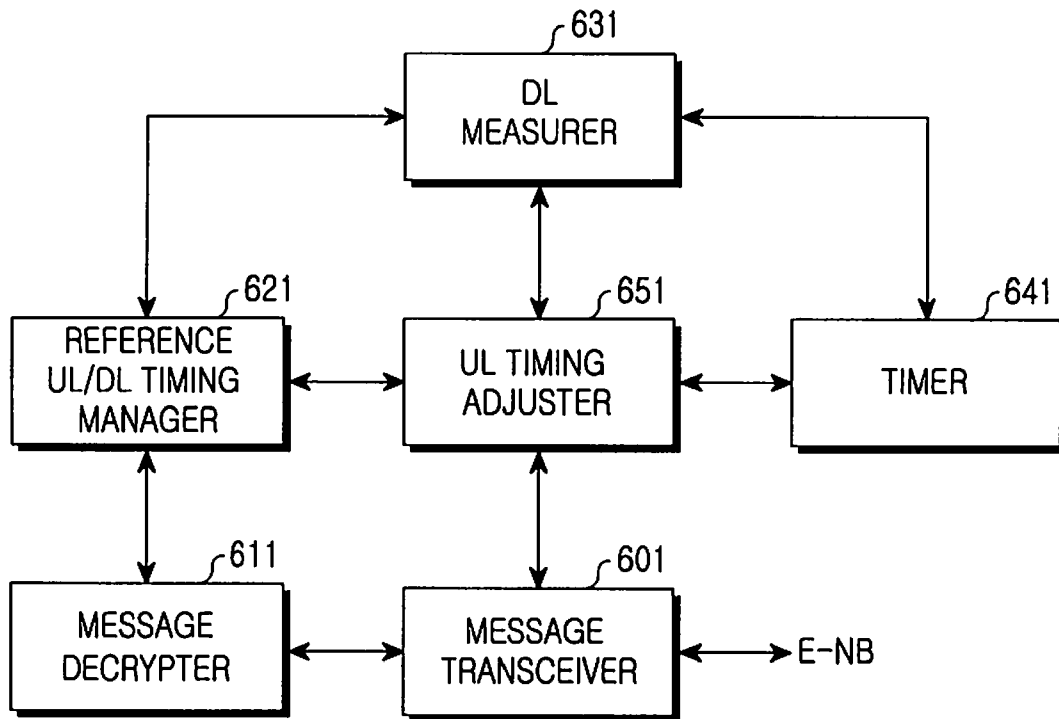 631
DL
MEASURER
621
REFERENCE
UL/DL TIMING
MANAGER
651
UL TIMING
ADJUSTER
641
TIMER
611
MESSAGE
DECRYPTER
601
MESSAGE
TRANSCEIVER
E-NB